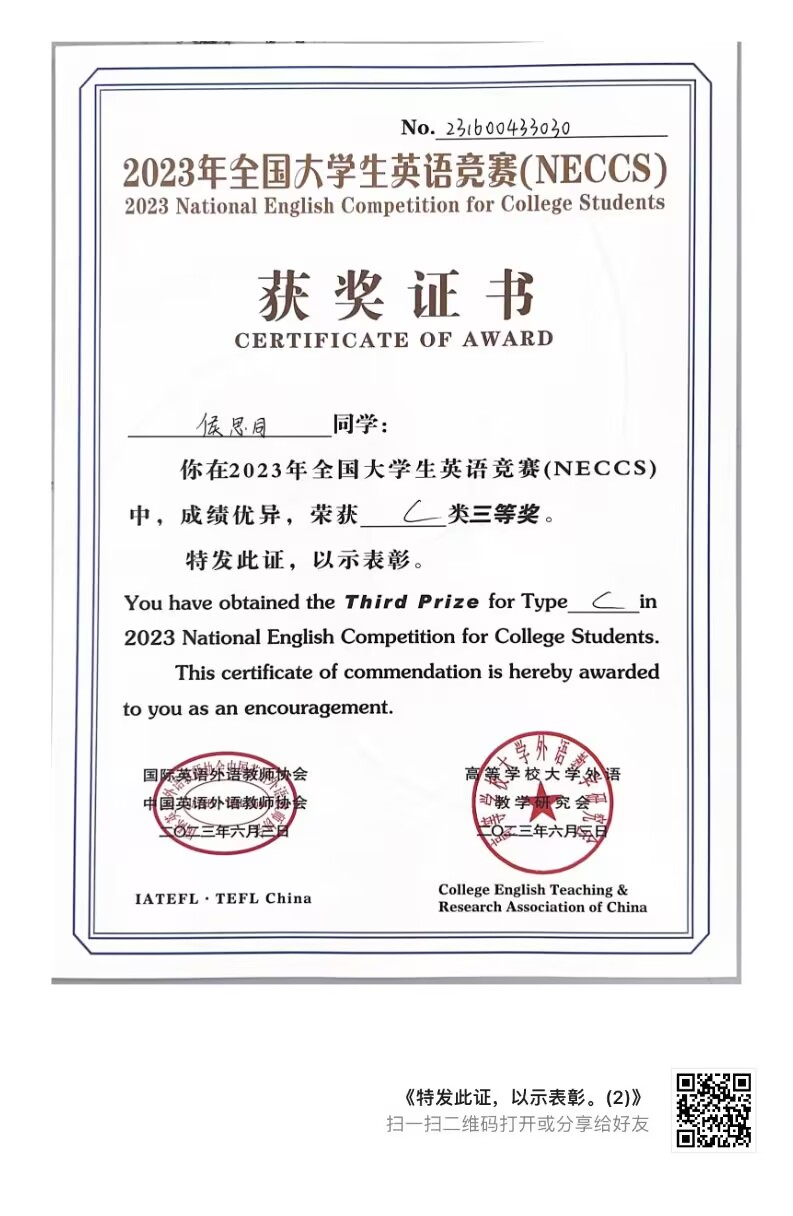 No. 231600433030
2023年全国大学生英语竞赛(NECCS)
2023 National English Competition for College Students
获奖证书
CERTIFICATE OF AWARD
侯思同 同学:
你在2023年全国大学生英语竞赛(NECCS)
中，成绩优异，荣获 C 类三等奖。
特发此证，以示表彰。
You have obtained the Third Prize for Type C in
2023 National English Competition for College Students.
This certificate of commendation is hereby awarded
to you as an encouragement.
国际英语外语教师协会
中国英语外语教师协会
二〇二三年六月三日
IATEFL · TEFL China
高等学校大学外语
教学研究会
二〇二三年六月三日
College English Teaching &
Research Association of China
《特发此证，以示表彰。(2)》
扫一扫二维码打开或分享给好友